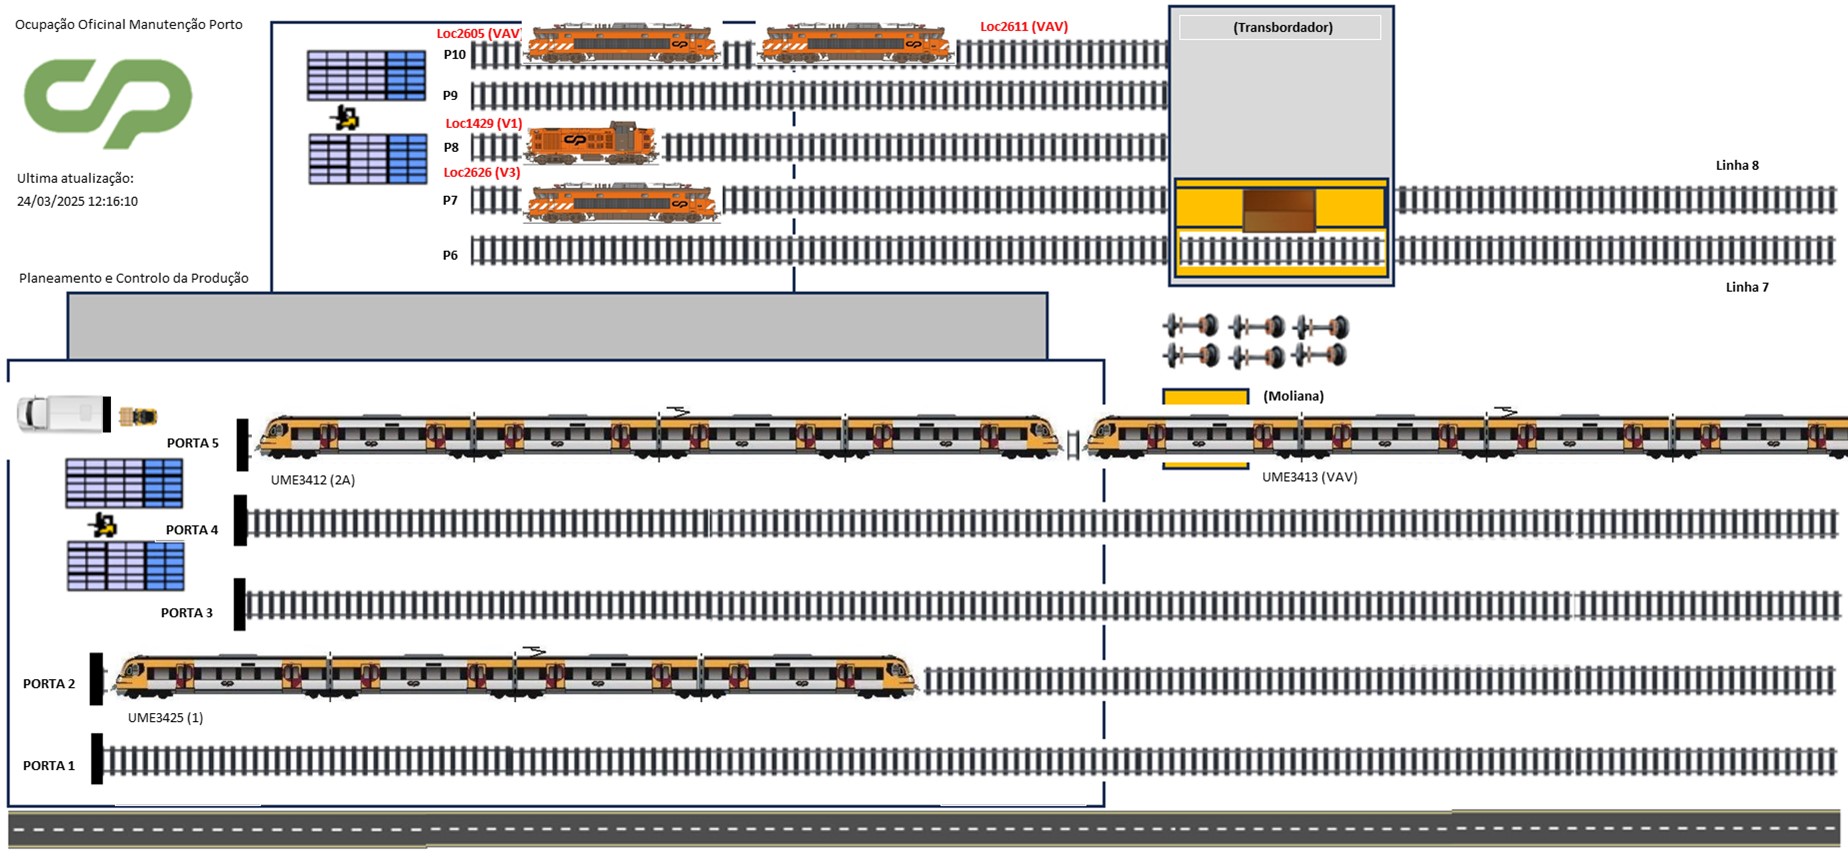 Ocupação Oficinal Manutenção Porto
CP
Ultima atualização:
24/03/2025 12:16:10
Planeamento e Controlo da Produção
Loc2605 (VAV)
Loc2611 (VAV)
P10
P9
Loc1429 (V1)
P8
Loc2626 (V3)
P7
P6
(Transbordador)
Linha 8
Linha 7
(Moliana)
PORTA 5
UME3412 (2A)
UME3413 (VAV)
PORTA 4
PORTA 3
PORTA 2
UME3425 (1)
PORTA 1